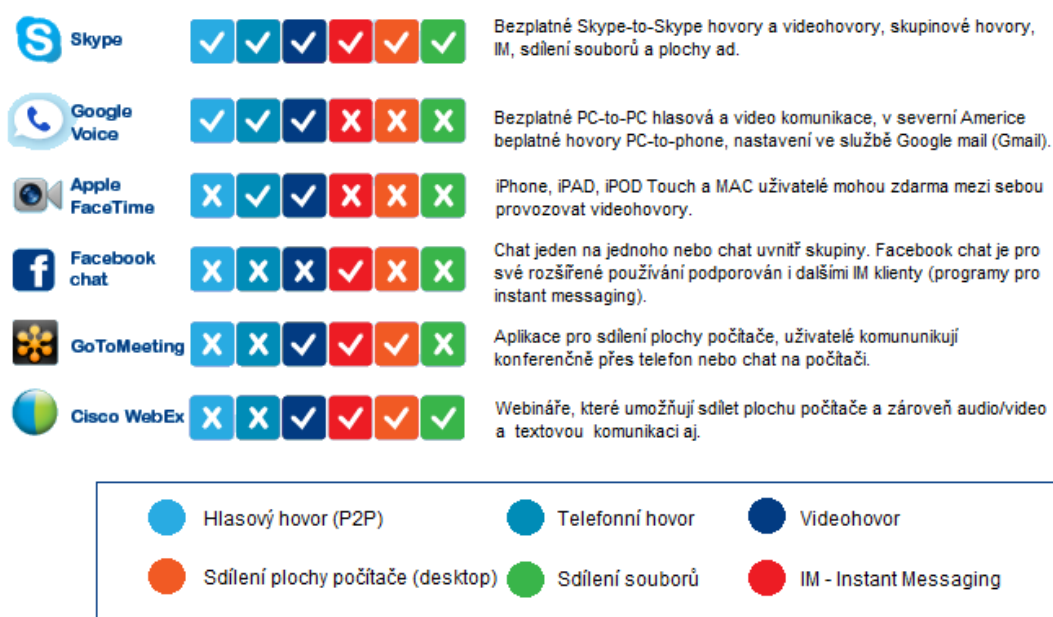 Skype
Bezplatné Skype-to-Skype hovory a videohovory, skupinové hovory,
IM, sdílení souborů a plochy ad.
Google
Voice
Bezplatné PC-to-PC hlasová a video komunikace, v severní Americe
beplatné hovory PC-to-phone, nastavení ve službě Google mail (Gmail).
Apple
FaceTime
iPhone, iPAD, iPOD Touch a MAC uživatelé mohou zdarma mezi sebou
provozovat videohovory.
Facebook
chat
Chat jeden na jednoho nebo chat uvnitř skupiny. Facebook chat je pro
své rozšířené používání podporován i dalšími IM klienty (programy pro
instant messaging).
GoToMeeting
Aplikace pro sdílení plochy počítače, uživatelé komununikují
konferenčně přes telefon nebo chat na počítači.
Cisco WebEx
Webináře, které umožňují sdílet plochu počítače a zároveň audio/video
a textovou komunikaci aj.
Hlasový hovor (P2P)
Telefonní hovor
Videohovor
Sdílení plochy počítače (desktop)
Sdílení souborů
IM - Instant Messaging